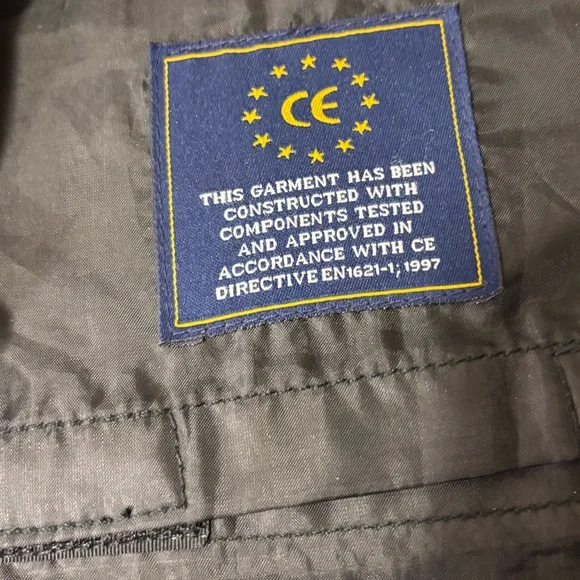 CE
THIS GARMENT HAS BEEN
CONSTRUCTED WITH
COMPONENTS TESTED
AND APPROVED IN
ACCORDANCE WITH CE
DIRECTIVE EN1621-1; 1997